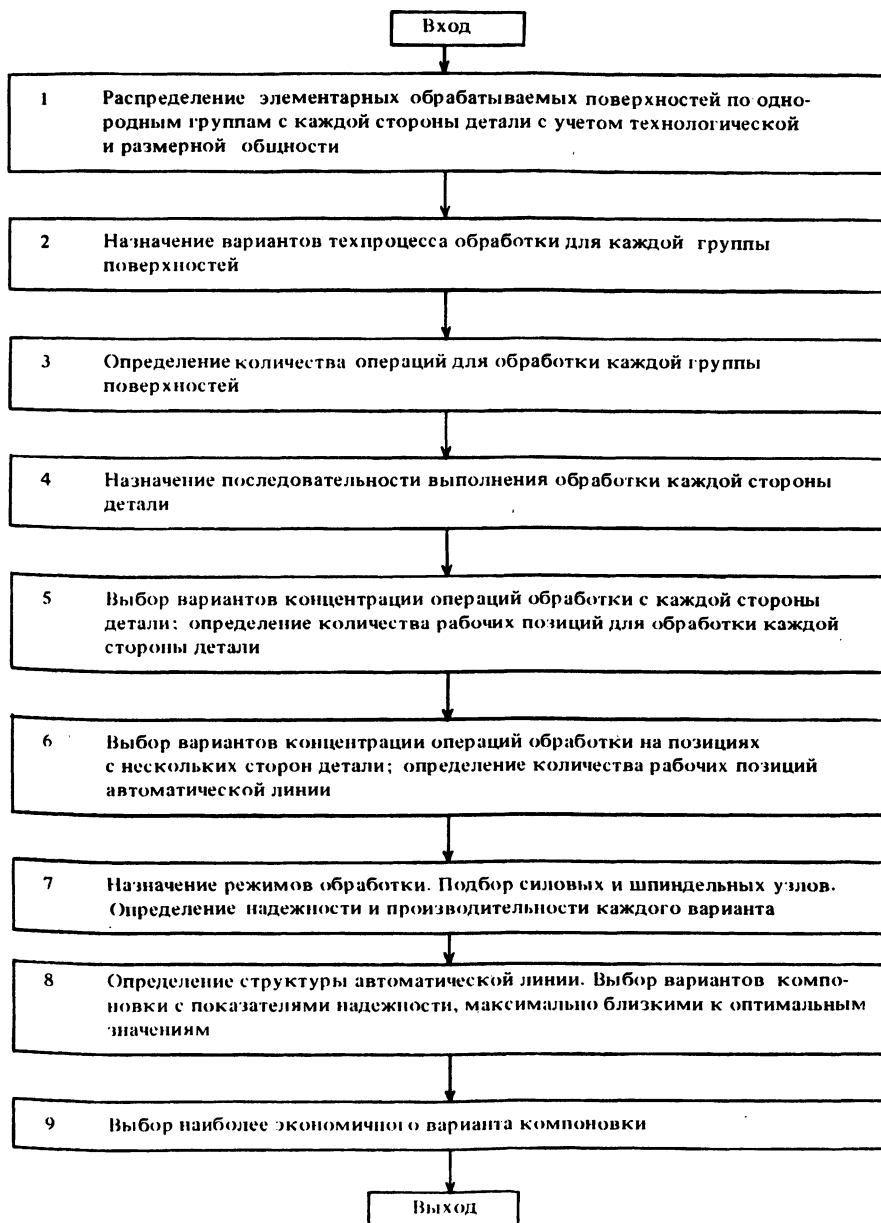 Вход
1 Распределение элементарных обрабатываемых поверхностей по одно-
родным группам с каждой стороны детали с учетом технологической
и размерной общности
2 Назначение вариантов техпроцесса обработки для каждой группы
поверхностей
3 Определение количества операций для обработки каждой группы
поверхностей
4 Назначение последовательности выполнения обработки каждой стороны
детали
5 Выбор вариантов концентрации операций обработки с каждой стороны
детали; определение количества рабочих позиций для обработки каждой
стороны детали
6 Выбор вариантов концентрации операций обработки на позициях
с нескольких сторон детали; определение количества рабочих позиций
автоматической линии
7 Назначение режимов обработки. Подбор силовых и шпиндельных узлов.
Определение надежности и производительности каждого варианта
8 Определение структуры автоматической линии. Выбор вариантов компо-
новки с показателями надежности, максимально близкими к оптимальным
значениям
9 Выбор наиболее экономичного варианта компоновки
Выход